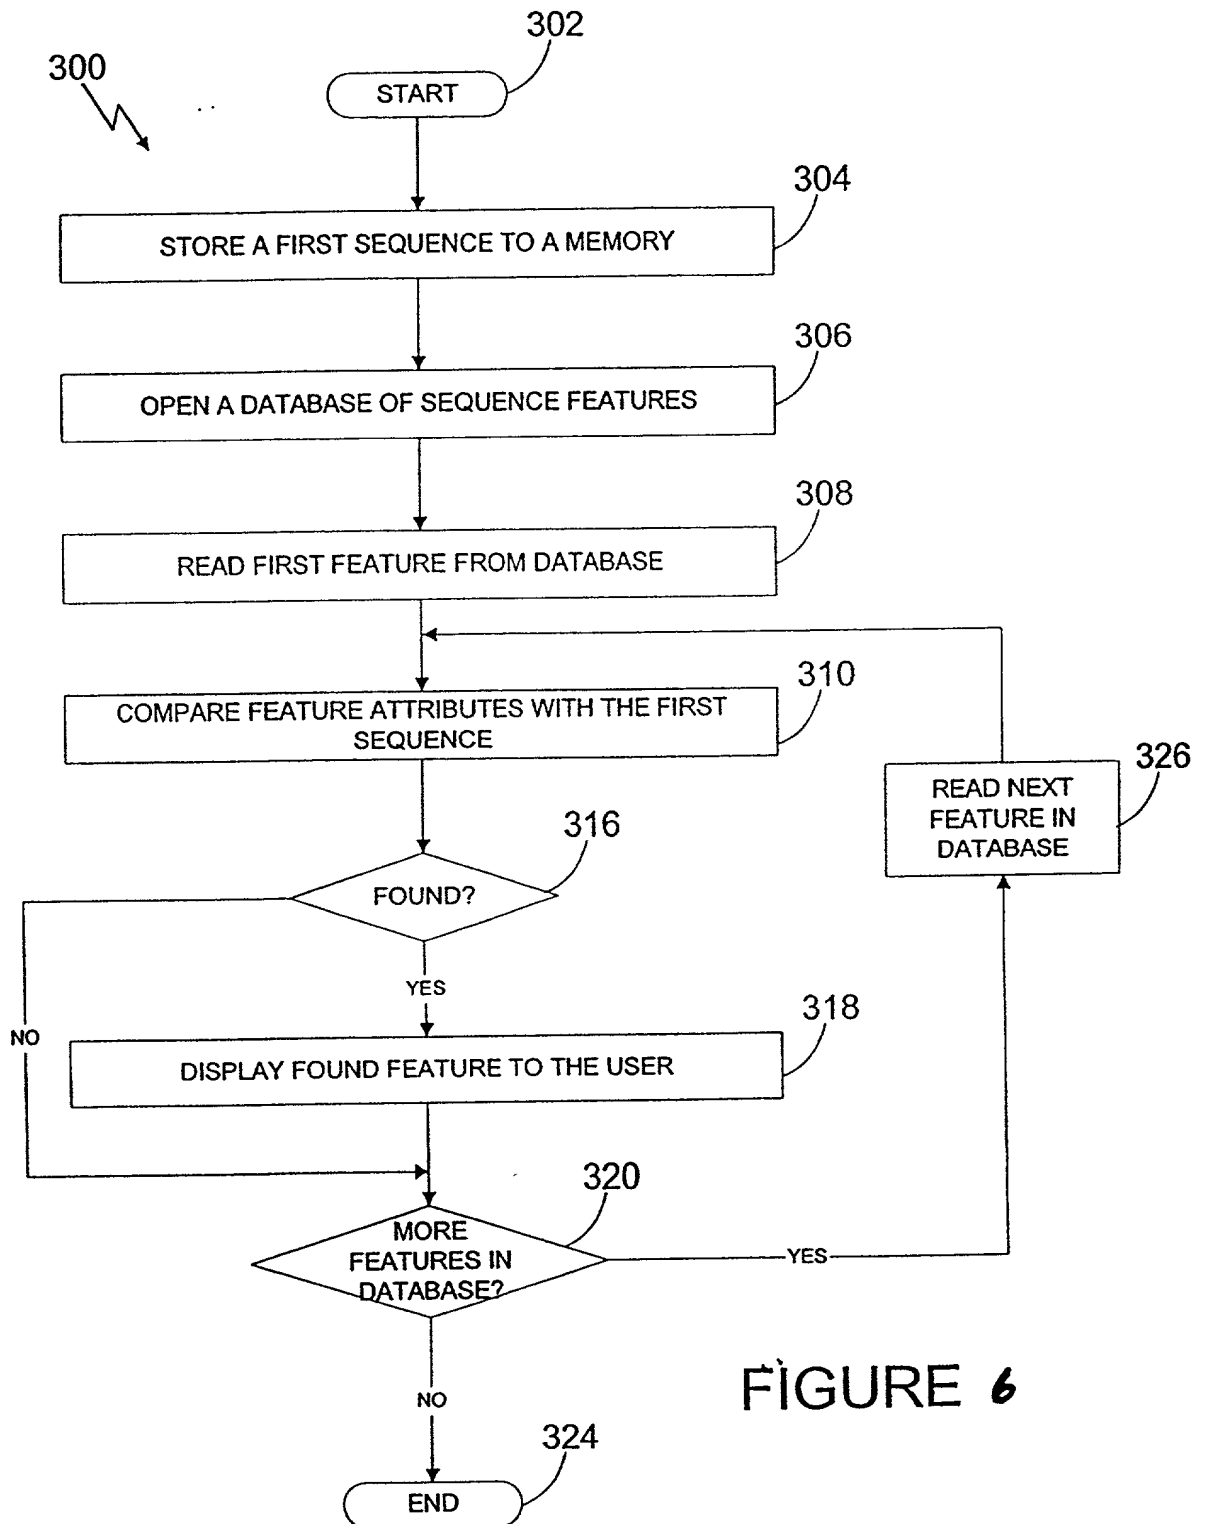 302
300
START
304
STORE A FIRST SEQUENCE TO A MEMORY
306
OPEN A DATABASE OF SEQUENCE FEATURES
308
READ FIRST FEATURE FROM DATABASE
310
COMPARE FEATURE ATTRIBUTES WITH THE FIRST
SEQUENCE
326
READ NEXT
FEATURE IN
DATABASE
316
FOUND?
YES
NO
318
DISPLAY FOUND FEATURE TO THE USER
320
MORE
FEATURES IN
DATABASE?
YES
NO
FIGURE 6
324
END